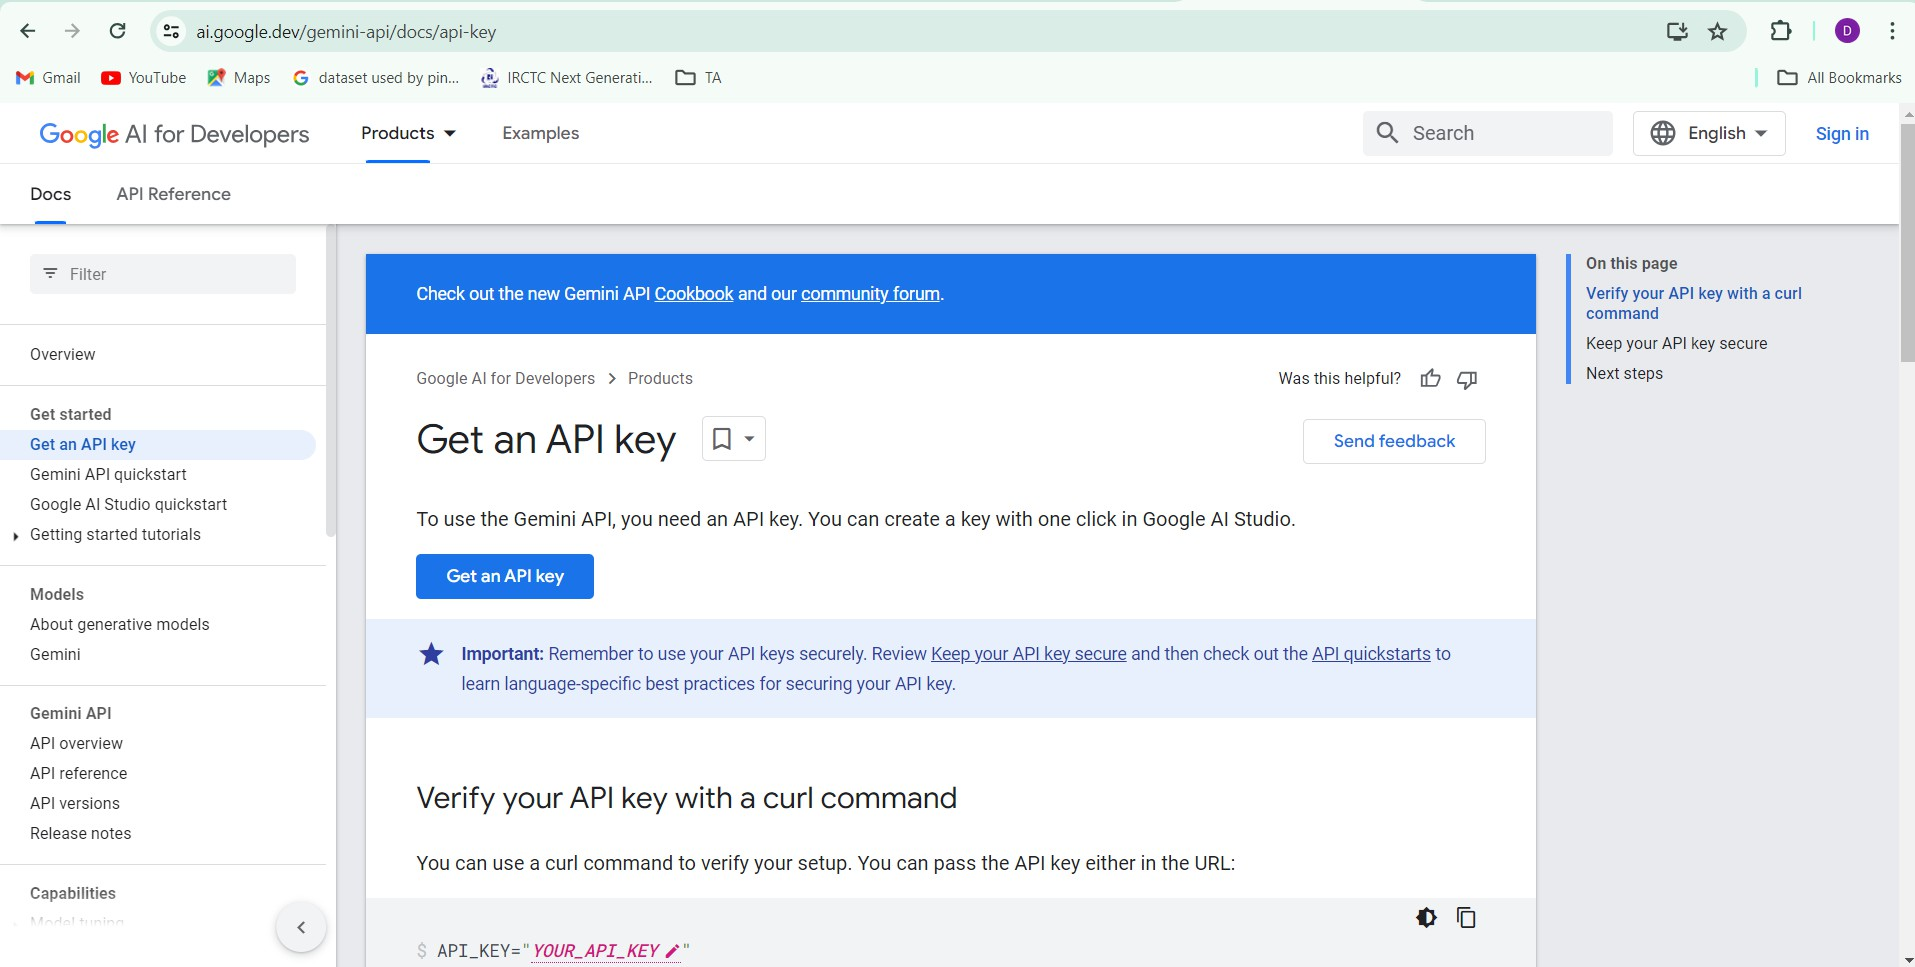 ai.google.dev/gemini-api/docs/api-key
D
Gmail
YouTube
Maps
dataset used by pin...
IRCTC Next Generati...
TA
All Bookmarks
Google AI for Developers
Products
Examples
Search
English
Sign in
Docs
API Reference
Filter
Overview
Get started
Get an API key
Gemini API quickstart
Google AI Studio quickstart
Getting started tutorials
Models
About generative models
Gemini
Gemini API
API overview
API reference
API versions
Release notes
Capabilities
Model tuning
Check out the new Gemini API Cookbook and our community forum.
Google AI for Developers > Products
Was this helpful?
Get an API key
Send feedback
To use the Gemini API, you need an API key. You can create a key with one click in Google AI Studio.
Get an API key
Important: Remember to use your API keys securely. Review Keep your API key secure and then check out the API quickstarts to
learn language-specific best practices for securing your API key.
Verify your API key with a curl command
You can use a curl command to verify your setup. You can pass the API key either in the URL:
$ API_KEY="YOUR_API_KEY"
On this page
Verify your API key with a curl
command
Keep your API key secure
Next steps